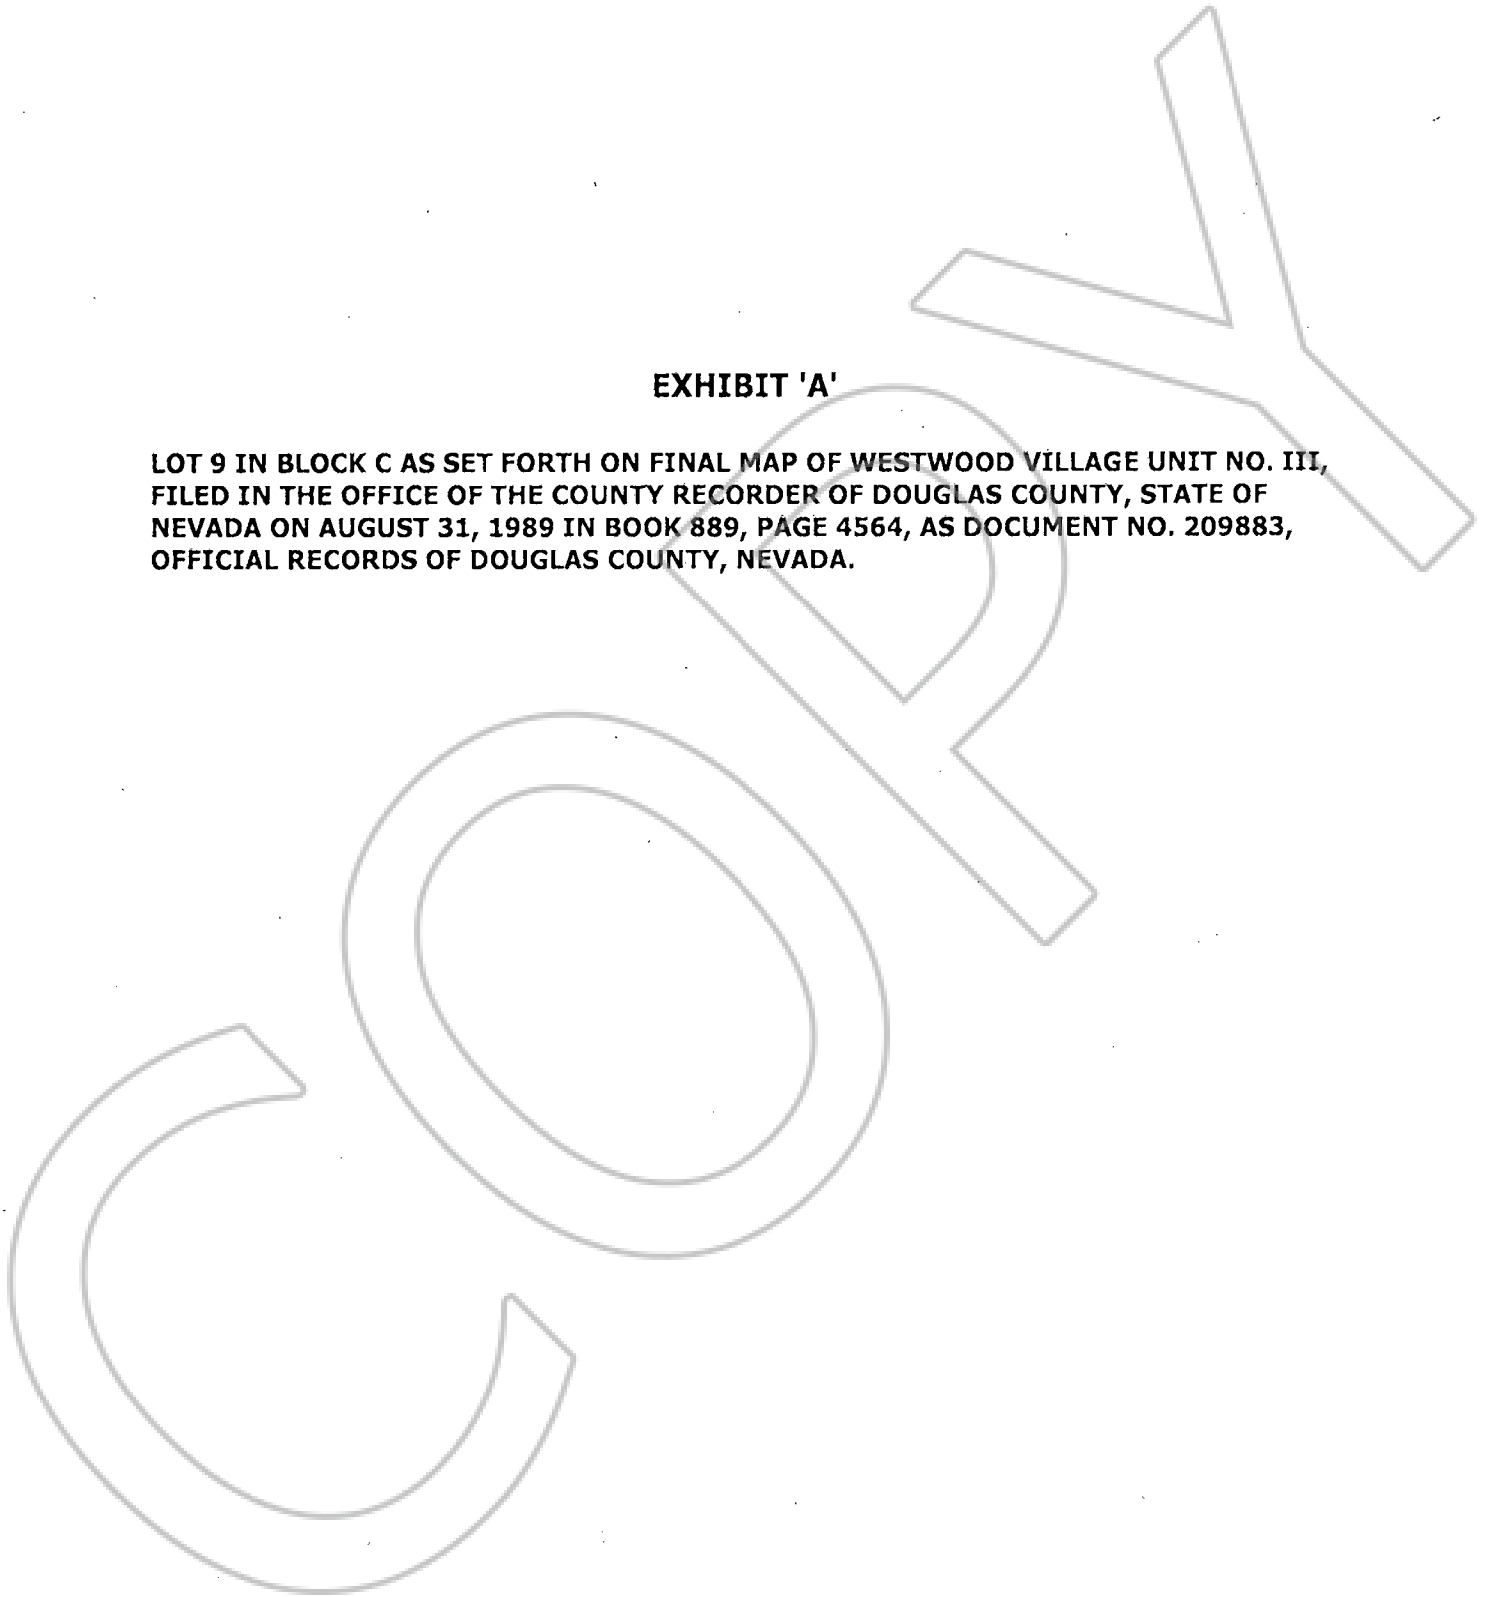 EXHIBIT 'A'
LOT 9 IN BLOCK C AS SET FORTH ON FINAL MAP OF WESTWOOD VILLAGE UNIT NO. III,
FILED IN THE OFFICE OF THE COUNTY RECORDER OF DOUGLAS COUNTY, STATE OF
NEVADA ON AUGUST 31, 1989 IN BOOK 889, PAGE 4564, AS DOCUMENT NO. 209883,
OFFICIAL RECORDS OF DOUGLAS COUNTY, NEVADA.
COPY